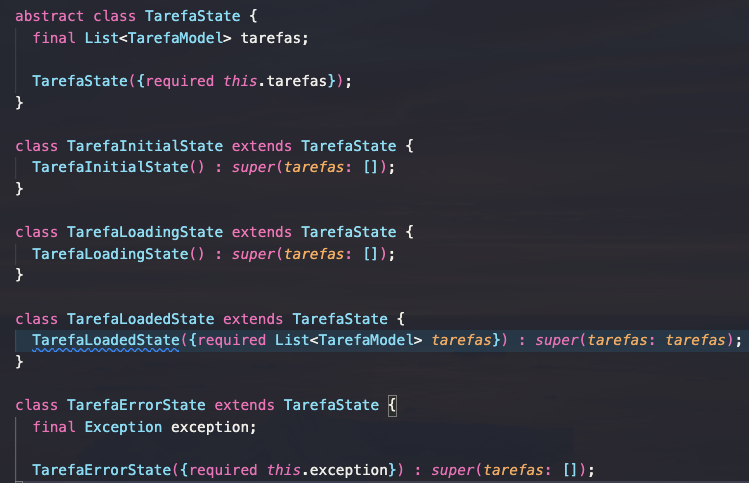 abstract class TarefaState {
final List<TarefaModel> tarefas;
TarefaState({required this.tarefas});
}
class TarefaInitialState extends TarefaState {
TarefaInitialState() : super(tarefas: []);
}
class TarefaLoadingState extends TarefaState {
TarefaLoadingState() : super(tarefas: []);
}
class TarefaLoadedState extends TarefaState {
TarefaLoadedState({required List<TarefaModel> tarefas}) : super(tarefas: tarefas);
}
class TarefaErrorState extends TarefaState {
final Exception exception;
TarefaErrorState({required this.exception}) : super(tarefas: []);